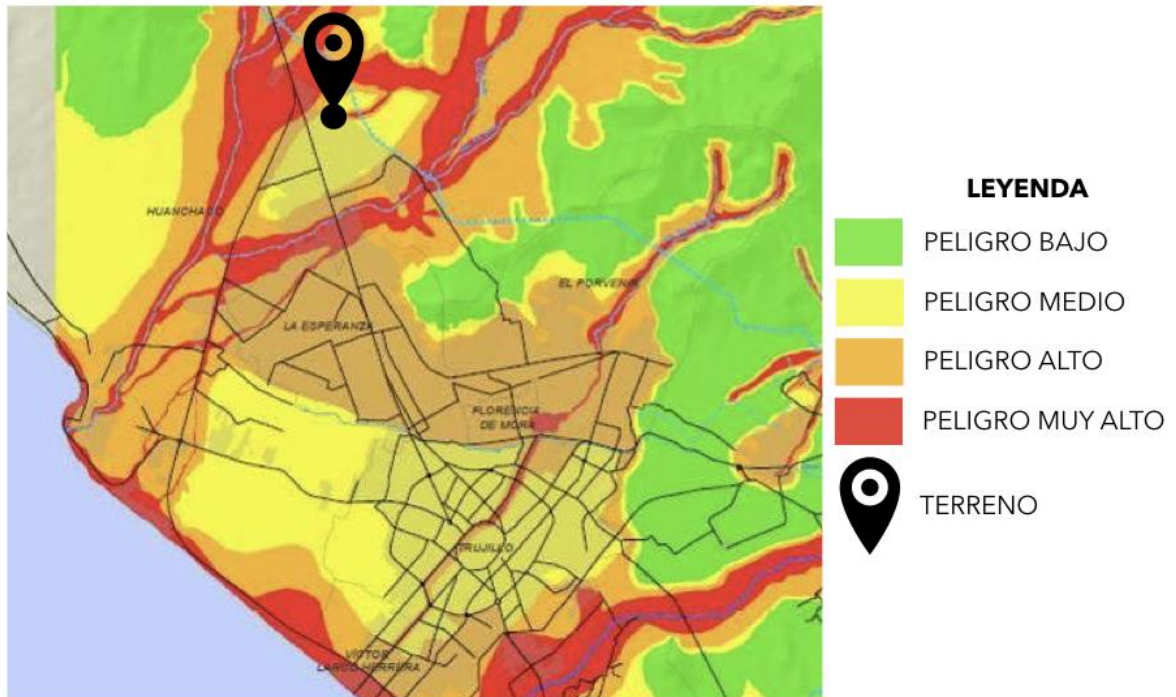 HUANCHACO
LA ESPERANZA
EL PORVENIR
FLORENCIA
DE MORA
TRUJILLO
VÍCTOR
LARCO HERRERA
LEYENDA
PELIGRO BAJO
PELIGRO MEDIO
PELIGRO ALTO
PELIGRO MUY ALTO
TERRENO